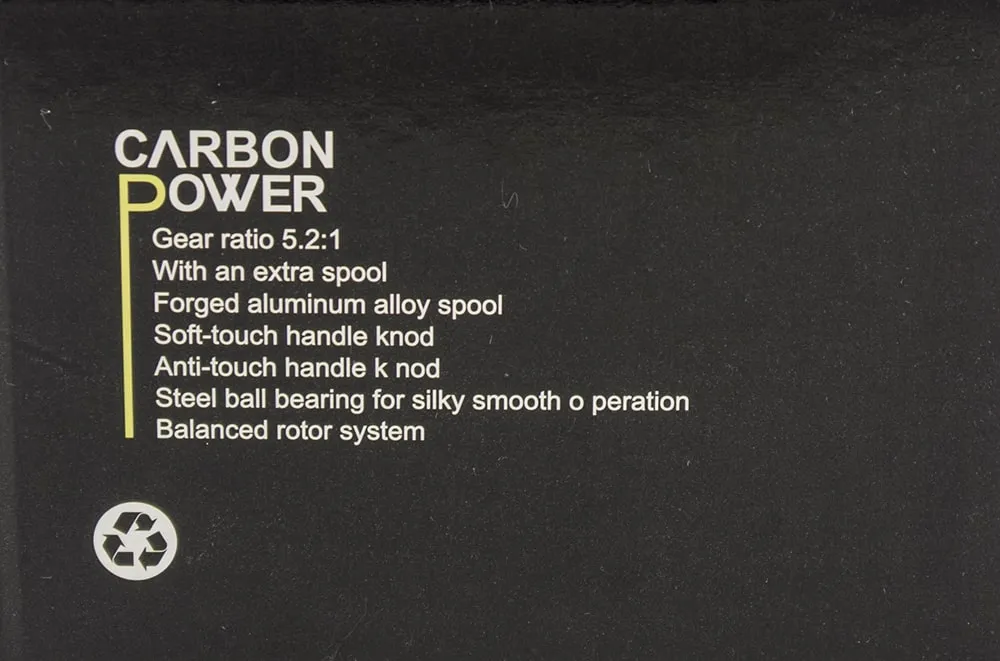 CARBON
POWER
Gear ratio 5.2:1
With an extra spool
Forged aluminum alloy spool
Soft-touch handle knod
Anti-touch handle k nod
Steel ball bearing for silky smooth o peration
Balanced rotor system